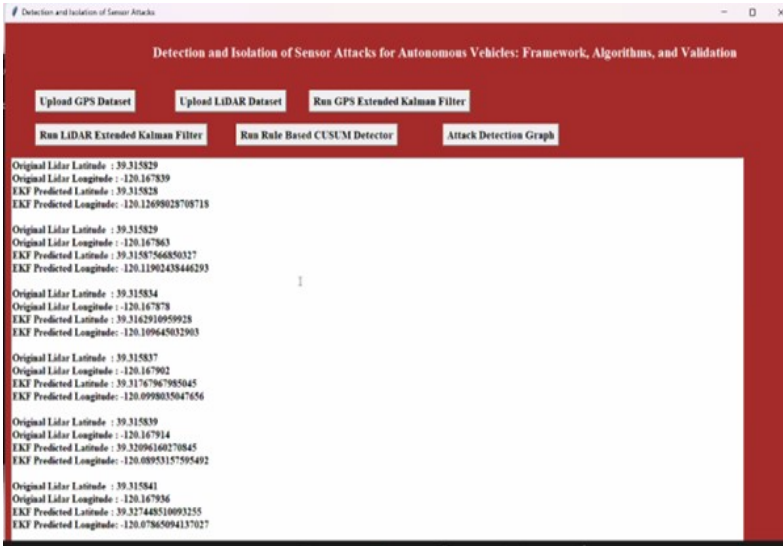 Detection and Isolation of Sensor Attacks
Detection and Isolation of Sensor Attacks for Autonomous Vehicles: Framework, Algorithms, and Validation
Upload GPS Dataset
Upload LiDAR Dataset
Run GPS Extended Kalman Filter
Run LiDAR Extended Kalman Filter
Run Rule Based CUSUM Detector
Attack Detection Graph
Original Lidar Latitude : 39.315829
Original Lidar Longitude : -120.167839
EKF Predicted Latitude : 39.315828
EKF Predicted Longitude: -120.12698028708718
Original Lidar Latitude : 39.315829
Original Lidar Longitude : -120.167863
EKF Predicted Latitude : 39.31587566850327
EKF Predicted Longitude: -120.11902438446293
Original Lidar Latitude : 39.315834
Original Lidar Longitude : -120.167878
EKF Predicted Latitude : 39.3162910959928
EKF Predicted Longitude: -120.109645032903
Original Lidar Latitude : 39.315837
Original Lidar Longitude : -120.167902
EKF Predicted Latitude : 39.31767967985045
EKF Predicted Longitude: -120.0998035047656
Original Lidar Latitude : 39.315839
Original Lidar Longitude : -120.167914
EKF Predicted Latitude : 39.32096160270845
EKF Predicted Longitude: -120.08953157595492
Original Lidar Latitude : 39.315841
Original Lidar Longitude : -120.167936
EKF Predicted Latitude : 39.327448510093255
EKF Predicted Longitude: -120.07865094137027